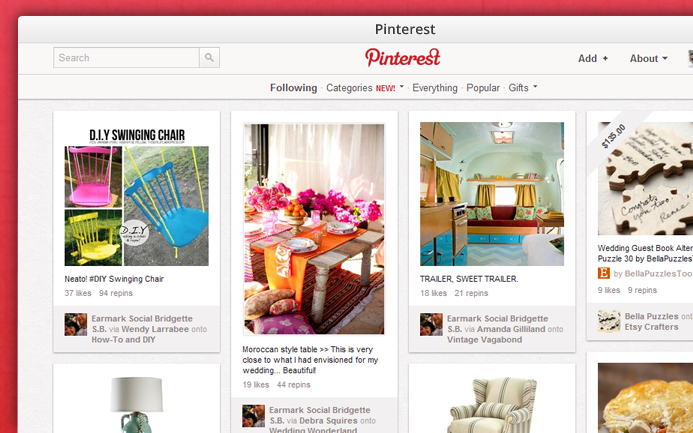 Pinterest
Search
Pinterest
Add +
About
Following · Categories NEW! · Everything · Popular · Gifts
D.I.Y SWINGING CHAIR
D.I.Y
Neato! #DIY Swinging Chair
37 likes 94 repins
Earmark Social Bridgette
S.B. via Wendy Larrabee onto
How-To and DIY
Moroccan style table >> This is very
close to what I had envisioned for my
wedding... Beautiful!
19 likes 44 repins
Earmark Social Bridgette
S.B. via Debra Squires onto
Wedding Wonderland
TRAILER, SWEET TRAILER.
18 likes 21 repins
Earmark Social Bridgette
S.B. via Amanda Gilliland onto
Vintage Vagabond
$135.00
Congrats
you two,
Renee
Wedding Guest Book Alter
Puzzle 30 by BellaPuzzles
E by BellaPuzzlesToo
9 likes 9 repins
Bella Puzzles onto
Etsy Crafters